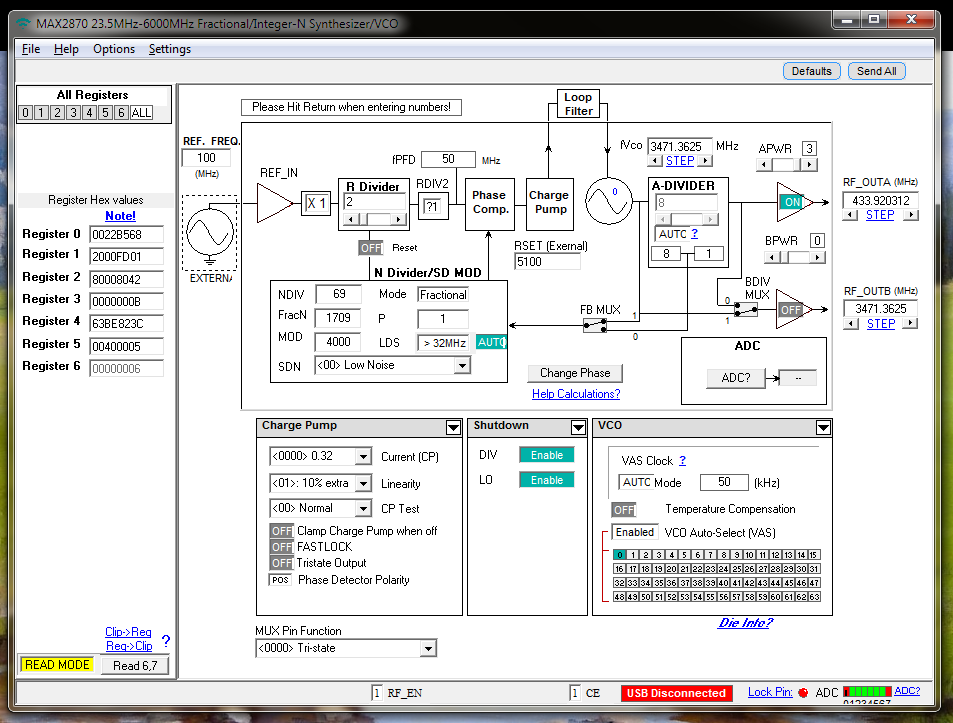 MAX2870 23.5MHz-6000MHz Fractional/Integer-N Synthesizer/VCO
File Help Options Settings
Defaults Send All
All Registers
0 1 2 3 4 5 6 ALL
Register Hex values
Note!
Register 0 0022B568
Register 1 2000FD01
Register 2 80008042
Register 3 0000000B
Register 4 63BE823C
Register 5 00400005
Register 6 00000006
Clip->Reg
Reg->Clip ?
READ MODE Read 6,7
Please Hit Return when entering numbers!
Loop
Filter
REF. FREQ.
100
(MHz)
EXTERNA
REF_IN
X 1
R Divider
2
OFF Reset
fPFD 50 MHz
RDIV2
?1
Phase
Comp.
Charge
Pump
RSET (Exernal)
5100
fVco 3471.3625 MHz
STEP
0
A-DIVIDER
8
AUTC ?
8 1
APWR 3
ON
RF_OUTA (MHz)
433.920312
STEP
BPWR 0
BDIV
MUX
0
1
OFF
RF_OUTB (MHz)
3471.3625
STEP
FB MUX
1
0
N Divider/SD MOD
NDIV 69 Mode Fractional
FracN 1709 P 1
MOD 4000 LDS > 32MHz AUTO
SDN <00> Low Noise
Change Phase
Help Calculations?
ADC
ADC? --
Charge Pump
<0000> 0.32 Current (CP)
<01>: 10% extra Linearity
<00> Normal CP Test
OFF Clamp Charge Pump when off
OFF FASTLOCK
OFF Tristate Output
POS Phase Detector Polarity
Shutdown
DIV Enable
LO Enable
VCO
VAS Clock ?
AUTC Mode 50 (kHz)
OFF Temperature Compensation
Enabled VCO Auto-Select (VAS)
0 1 2 3 4 5 6 7 8 9 10 11 12 13 14 15
16 17 18 19 20 21 22 23 24 25 26 27 28 29 30 31
32 33 34 35 36 37 38 39 40 41 42 43 44 45 46 47
48 49 50 51 52 53 54 55 56 57 58 59 60 61 62 63
Die Info?
MUX Pin Function
<0000> Tri-state
1 RF_EN 1 CE USB Disconnected Lock Pin: ADC ADC?
01234567